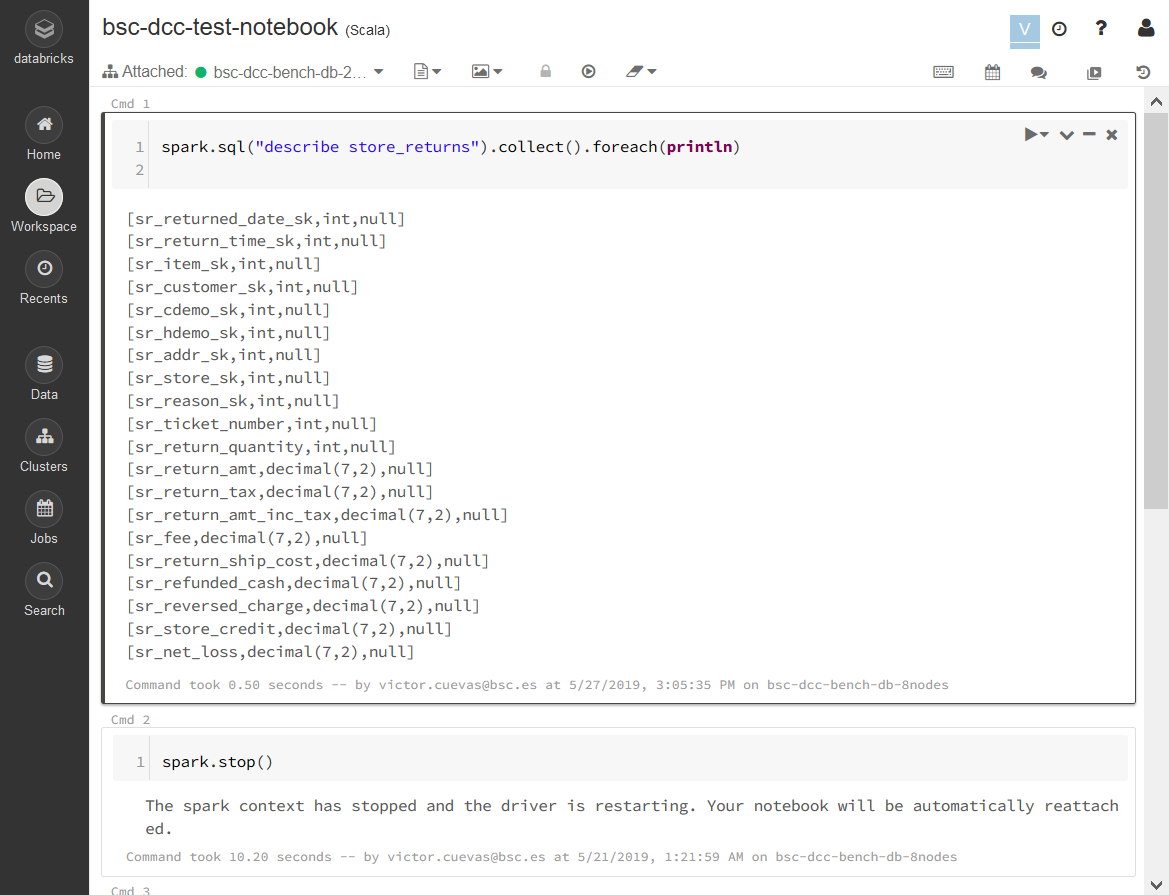 bsc-dcc-test-notebook (Scala)
V
?
databricks
Attached: bsc-dcc-bench-db-2...
Home
Workspace
Recents
Data
Clusters
Jobs
Search
Cmd 1
1 spark.sql("describe store_returns").collect().foreach(println)
2
[sr_returned_date_sk,int,null]
[sr_return_time_sk,int,null]
[sr_item_sk,int,null]
[sr_customer_sk,int,null]
[sr_cdemo_sk,int,null]
[sr_hdemo_sk,int,null]
[sr_addr_sk,int,null]
[sr_store_sk,int,null]
[sr_reason_sk,int,null]
[sr_ticket_number,int,null]
[sr_return_quantity,int,null]
[sr_return_amt,decimal(7,2),null]
[sr_return_tax,decimal(7,2),null]
[sr_return_amt_inc_tax,decimal(7,2),null]
[sr_fee,decimal(7,2),null]
[sr_return_ship_cost,decimal(7,2),null]
[sr_refunded_cash,decimal(7,2),null]
[sr_reversed_charge,decimal(7,2),null]
[sr_store_credit,decimal(7,2),null]
[sr_net_loss,decimal(7,2),null]
Command took 0.50 seconds -- by victor.cuevas@bsc.es at 5/27/2019, 3:05:35 PM on bsc-dcc-bench-db-8nodes
Cmd 2
1 spark.stop()
The spark context has stopped and the driver is restarting. Your notebook will be automatically reattach
ed.
Command took 10.20 seconds -- by victor.cuevas@bsc.es at 5/21/2019, 1:21:59 AM on bsc-dcc-bench-db-8nodes
Cmd 3